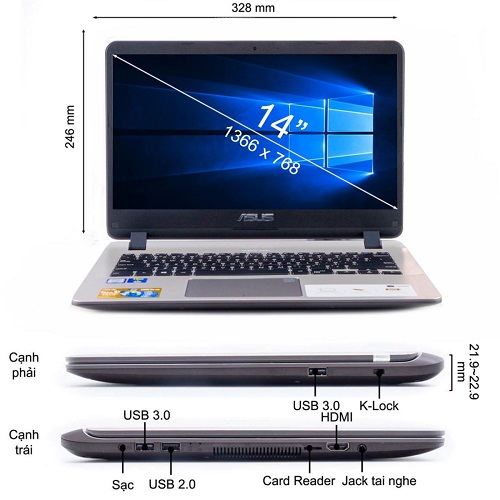 328 mm
246 mm
14”
1366 x 768
ASUS
Cạnh
phải
21.9~22.9
mm
USB 3.0
K-Lock
USB 3.0
HDMI
Cạnh
trái
Sạc
USB 2.0
Card Reader
Jack tai nghe